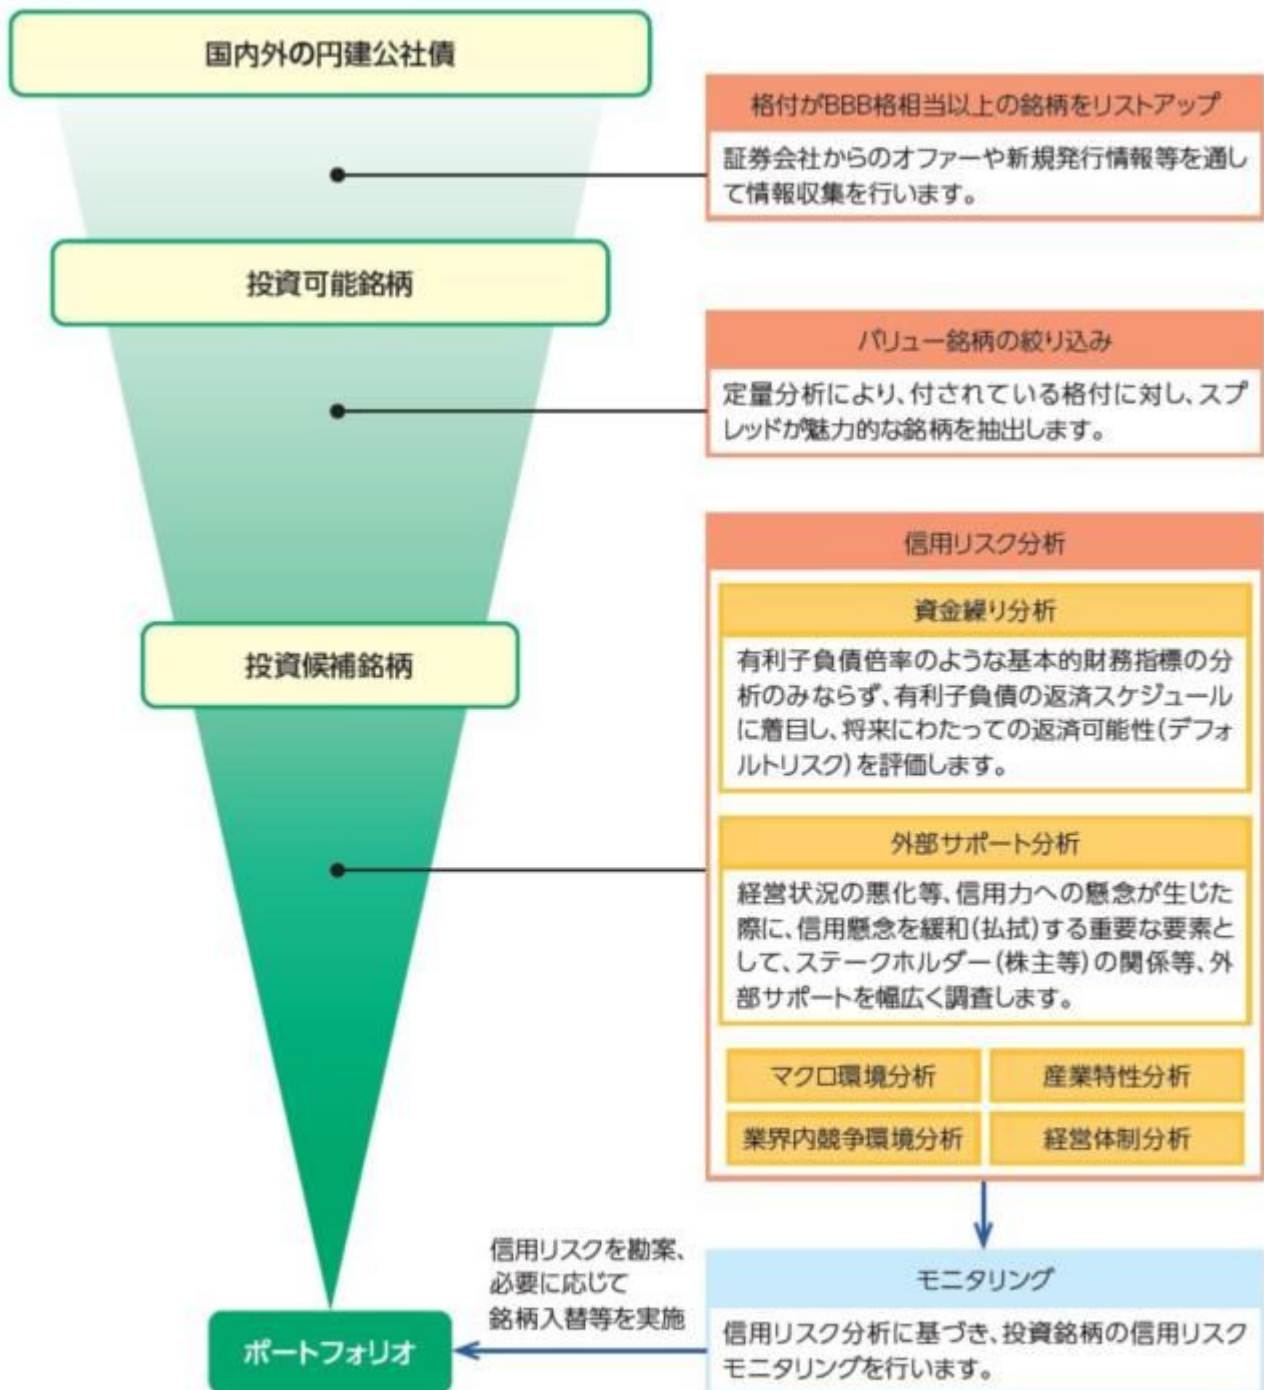 国内外の円建公社債
格付がBBB格相当以上の銘柄をリストアップ
証券会社からのオファーや新規発行情報等を通し
て情報収集を行います。
投資可能銘柄
バリュー銘柄の絞り込み
定量分析により、付されている格付に対し、スプ
レッドが魅力的な銘柄を抽出します。
信用リスク分析
資金繰り分析
有利子負債倍率のような基本的財務指標の分
析のみならず、有利子負債の返済スケジュール
に着目し、将来にわたっての返済可能性(デフォ
ルトリスク)を評価します。
投資候補銘柄
外部サポート分析
経営状況の悪化等、信用力への懸念が生じた
際に、信用懸念を緩和(払拭)する重要な要素と
して、ステークホルダー(株主等)の関係等、外
部サポートを幅広く調査します。
マクロ環境分析
産業特性分析
業界内競争環境分析
経営体制分析
モニタリング
信用リスク分析に基づき、投資銘柄の信用リスク
モニタリングを行います。
信用リスクを勘案、
必要に応じて
銘柄入替等を実施
ポートフォリオ